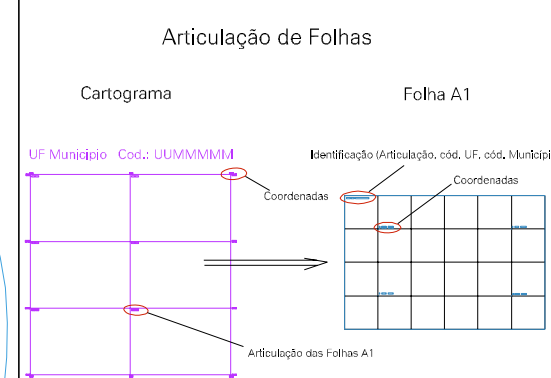 Articulação de Folhas
Cartograma
Folha A1
UF Município Cod.: UUMMMMM
Identificação (Articulação, cód. UF, cód. Municípi
Coordenadas
Coordenadas
Articulação das Folhas A1